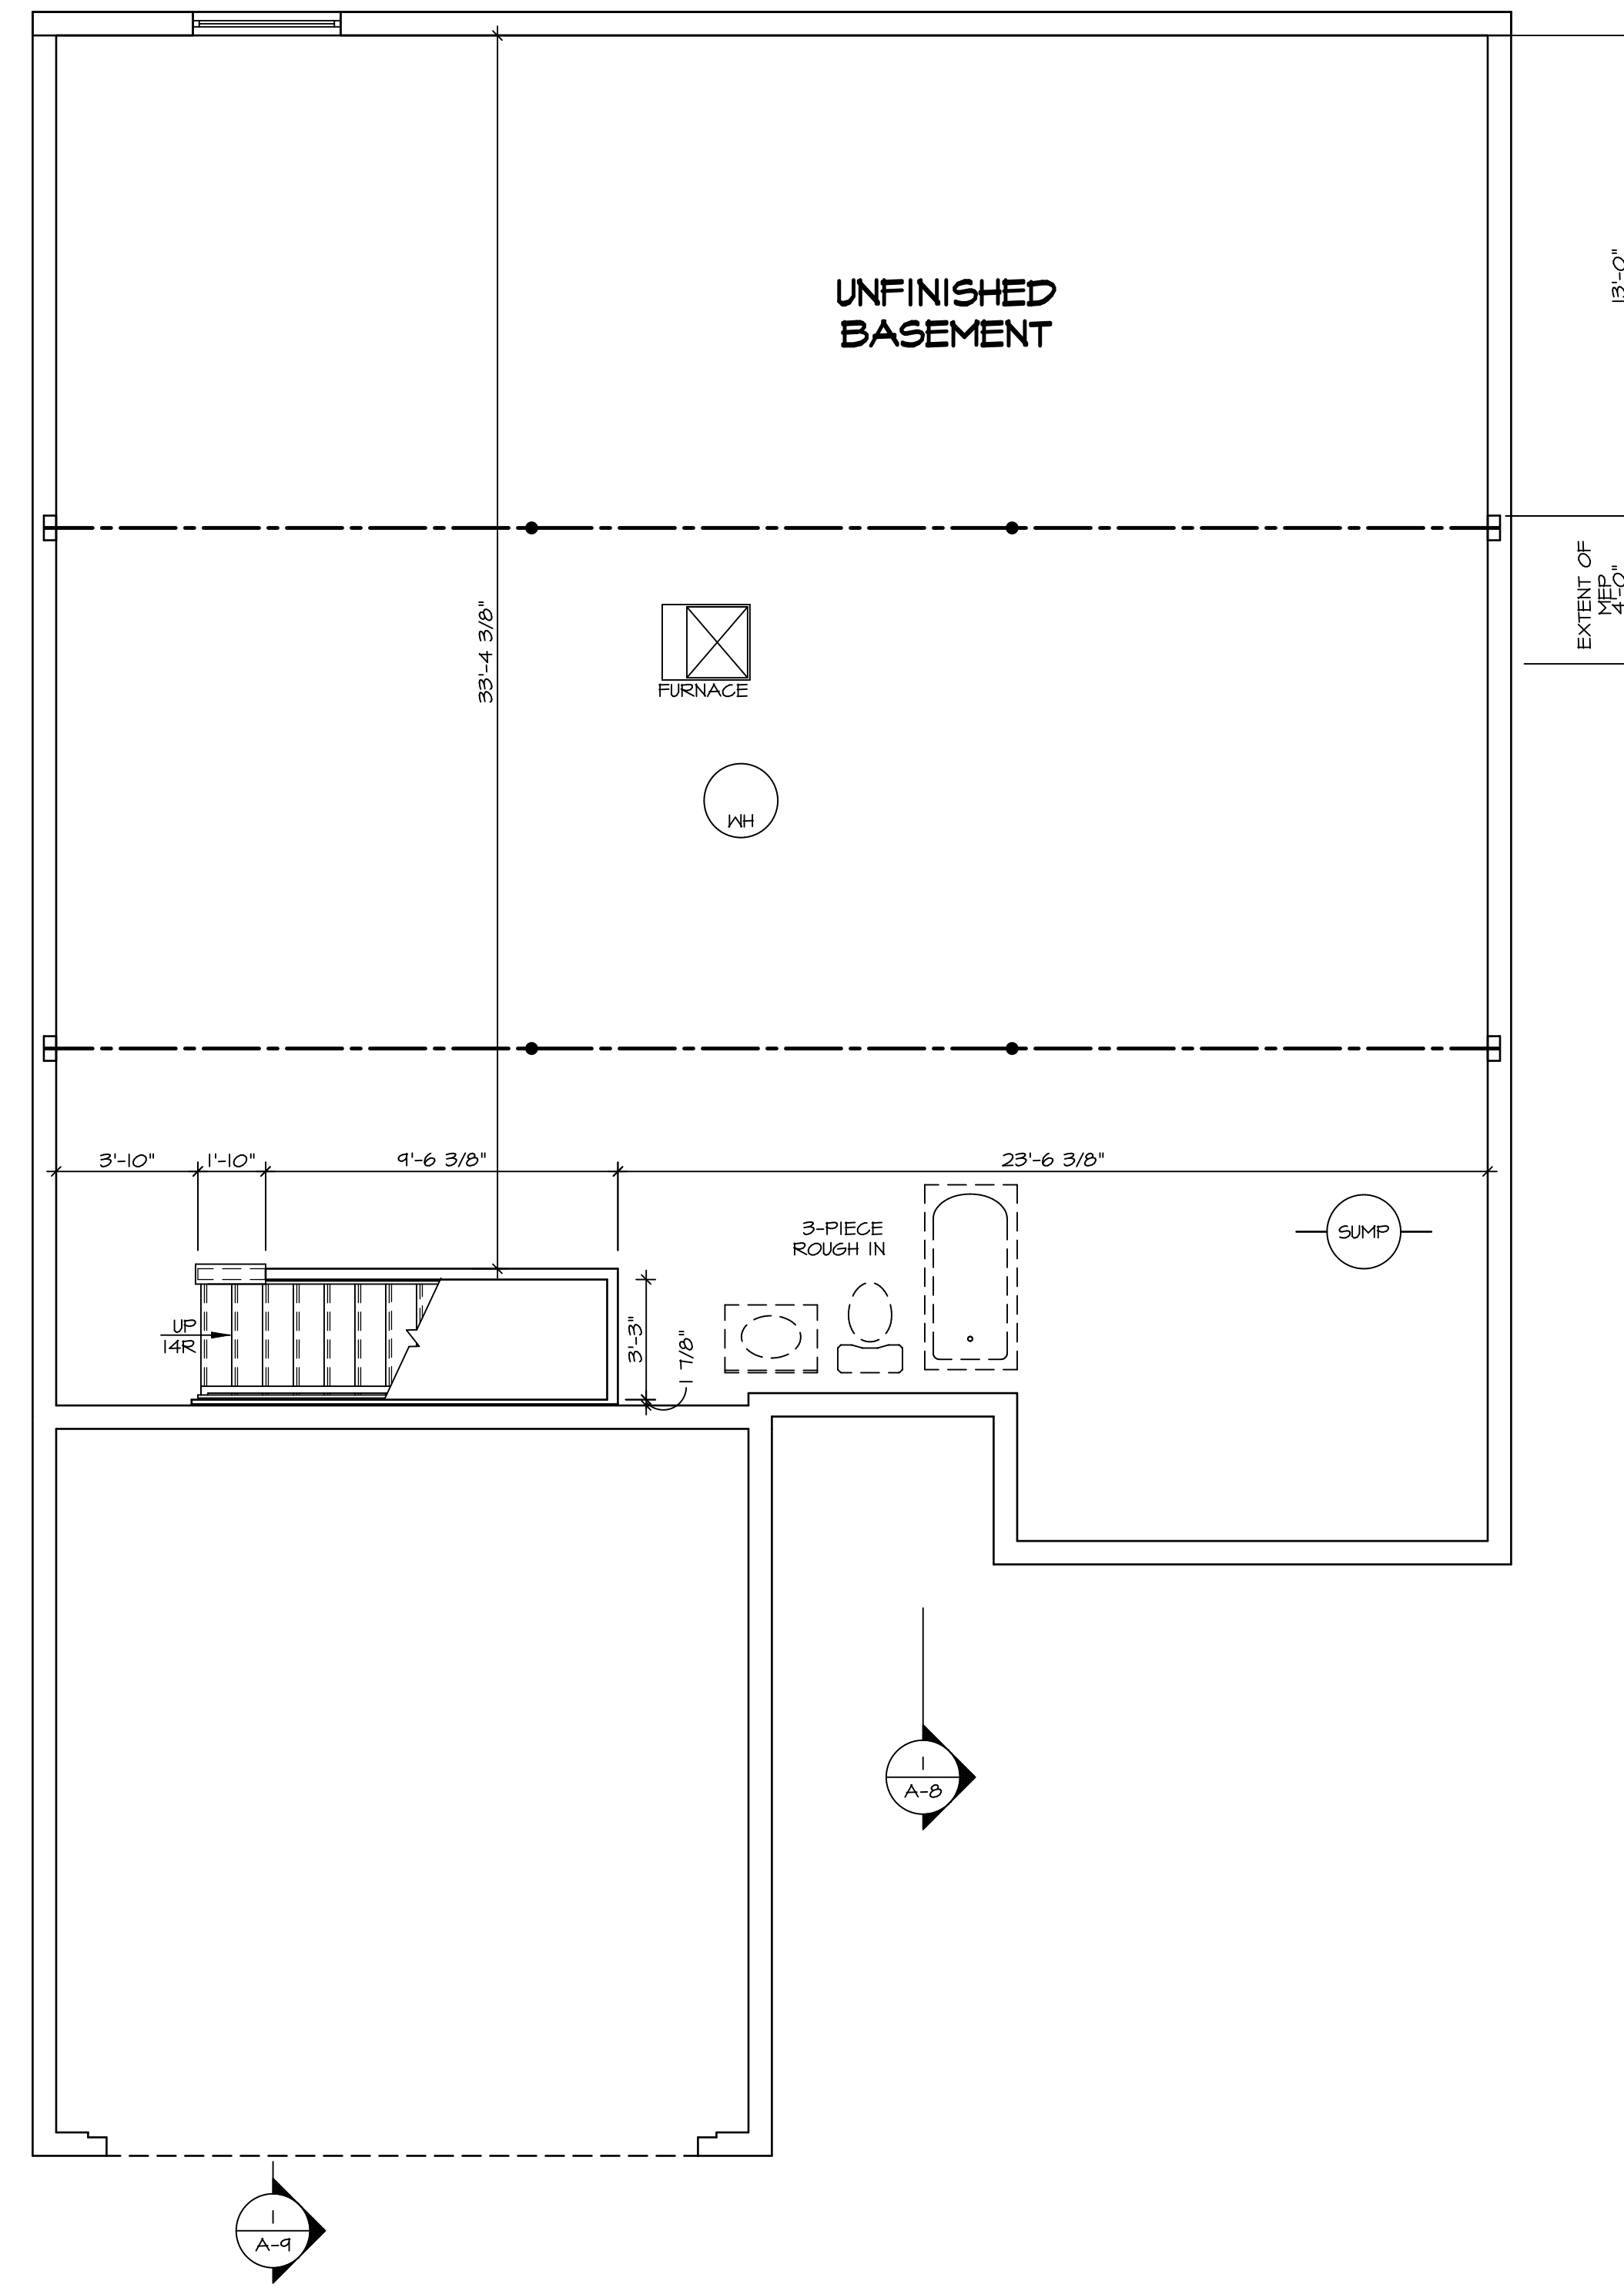 UNFINISHED
BASEMENT
13'-0"
EXTENT OF
MEP
4'-0"
33'-4 3/8"
FURNACE
WH
3'-10"
1'-10"
9'-6 3/8"
23'-6 3/8"
3-PIECE
ROUGH IN
SUMP
UP
14R
3'-3"
1 7/8"
1
A-8
1
A-9